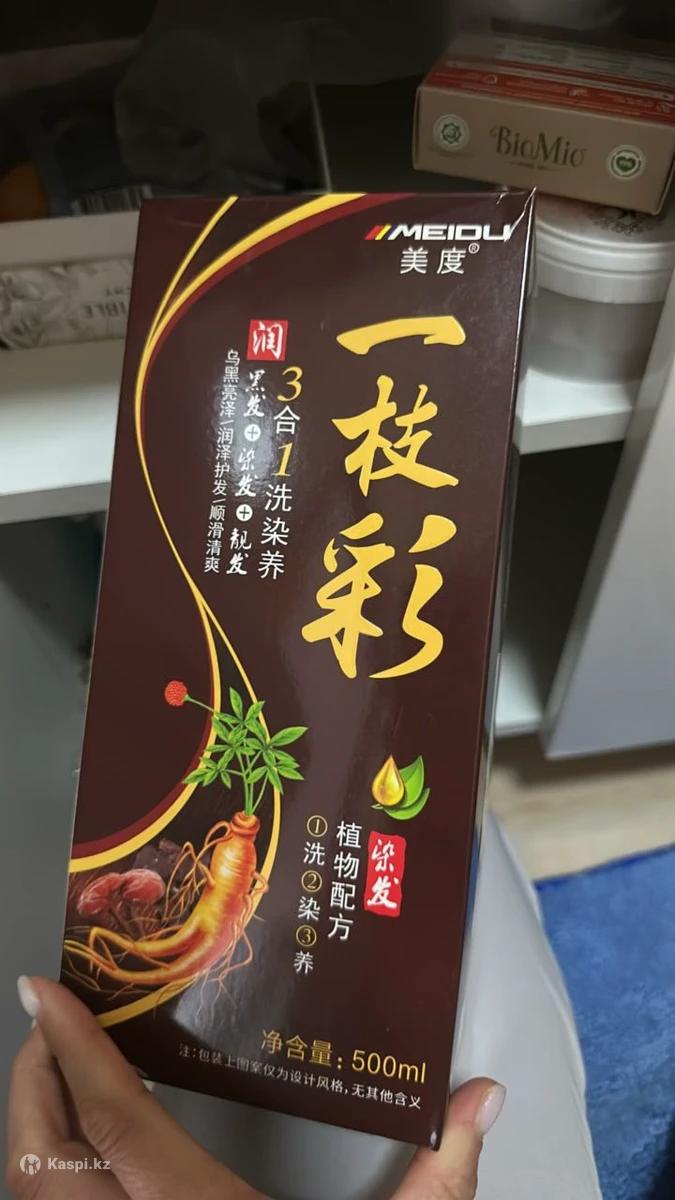 BioMio
MEIDU
美度®
一枝彩
润
3合1洗染养
黑发+染发+靓发
乌黑亮泽/润泽护发/顺滑清爽
染发
植物配方
①洗②染③养
净含量：500ml
注：包装上图案仅为设计风格，无其他含义
Kaspi.kz